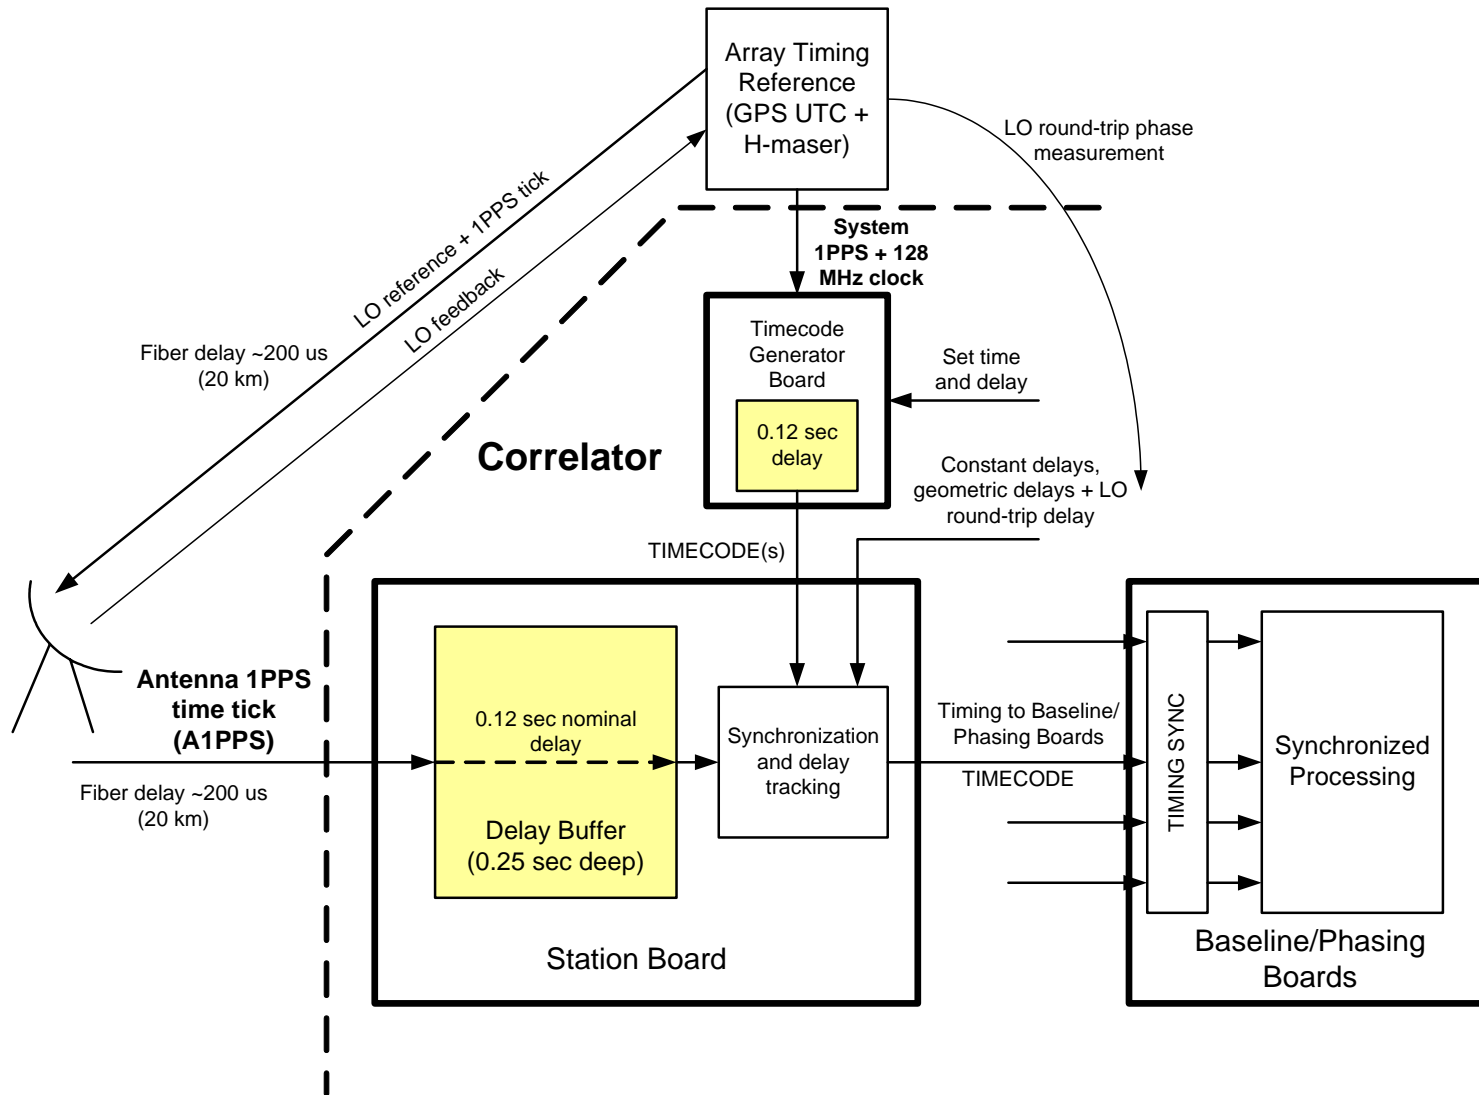 Array Timing
Reference
(GPS UTC +
H-maser)
LO round-trip phase
measurement
LO reference + 1PPS tick
LO feedback
Fiber delay ~200 us
(20 km)
System
1PPS + 128
MHz clock
Timecode
Generator
Board
0.12 sec
delay
Set time
and delay
Correlator
Constant delays,
geometric delays + LO
round-trip delay
TIMECODE(s)
Antenna 1PPS
time tick
(A1PPS)
Fiber delay ~200 us
(20 km)
0.12 sec nominal
delay
Delay Buffer
(0.25 sec deep)
Synchronization
and delay
tracking
Station Board
Timing to Baseline/
Phasing Boards
TIMECODE
TIMING SYNC
Synchronized
Processing
Baseline/Phasing
Boards